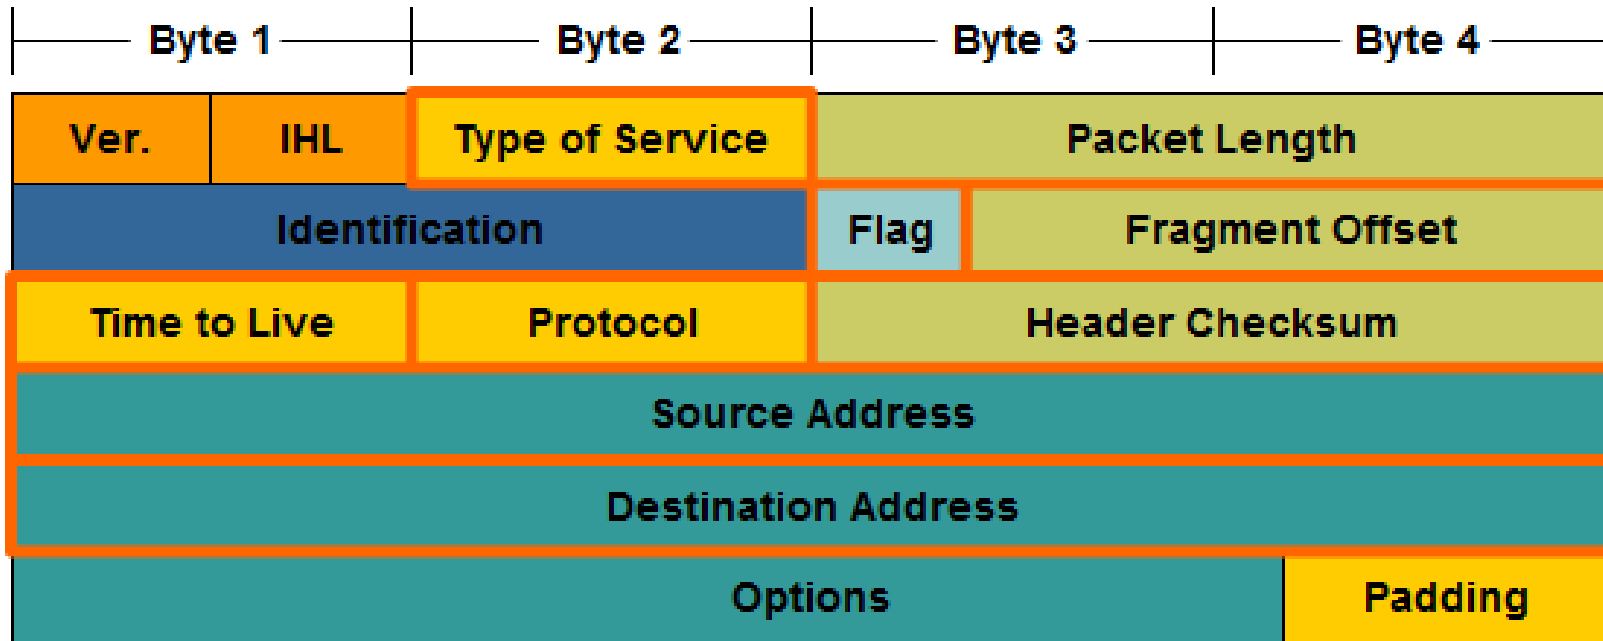 Byte 1 Byte 2 Byte 3 Byte 4
Ver. IHL Type of Service Packet Length
Identification Flag Fragment Offset
Time to Live Protocol Header Checksum
Source Address
Destination Address
Options Padding